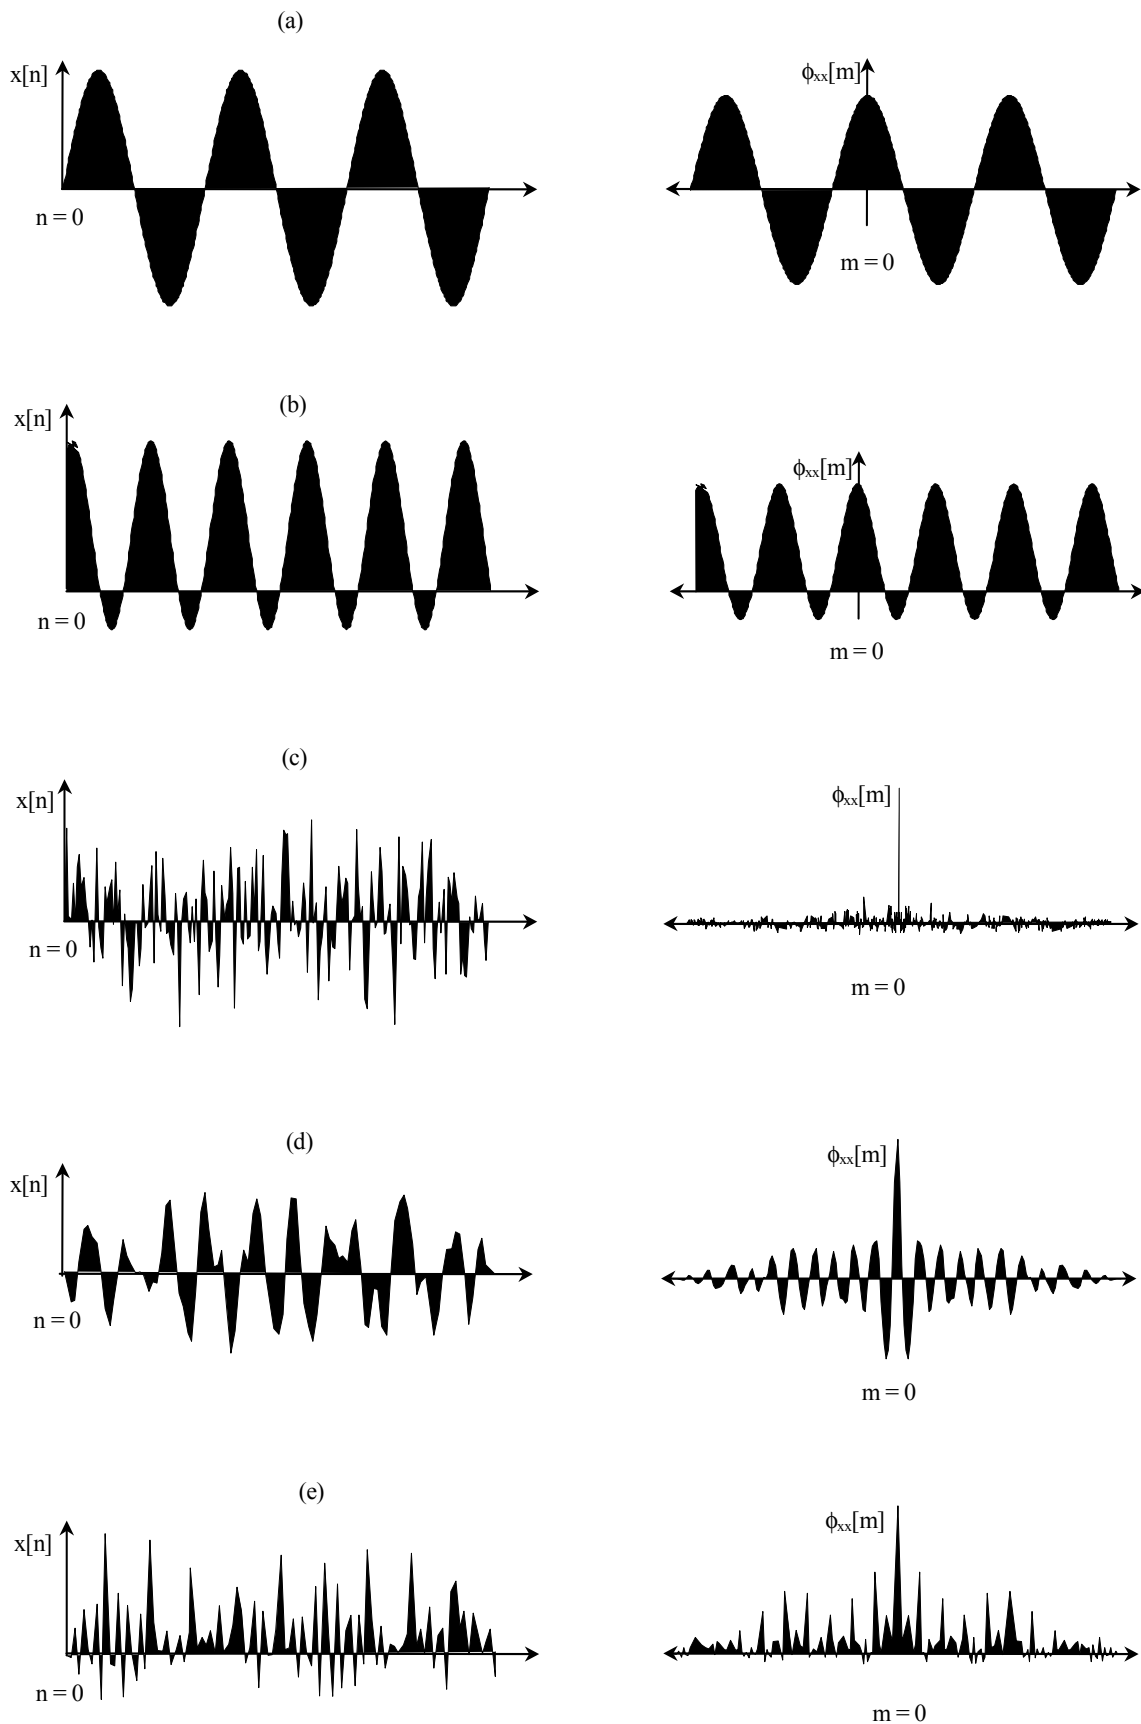 (a)
x[n]
ϕxx[m]
n = 0
m = 0
(b)
x[n]
ϕxx[m]
n = 0
m = 0
(c)
x[n]
ϕxx[m]
n = 0
m = 0
(d)
x[n]
ϕxx[m]
n = 0
m = 0
(e)
x[n]
ϕxx[m]
n = 0
m = 0